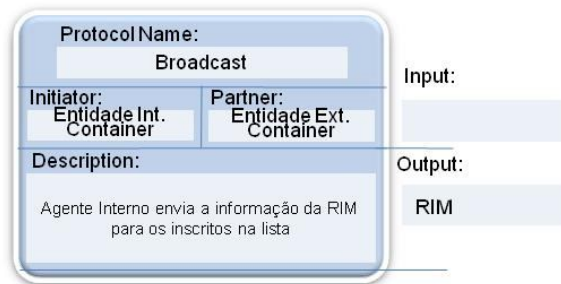 Protocol Name:
Broadcast
Initiator:
Entidade Int.
Container
Partner:
Entidade Ext.
Container
Description:
Agente Interno envia a informação da RIM
para os inscritos na lista
Input:
Output:
RIM